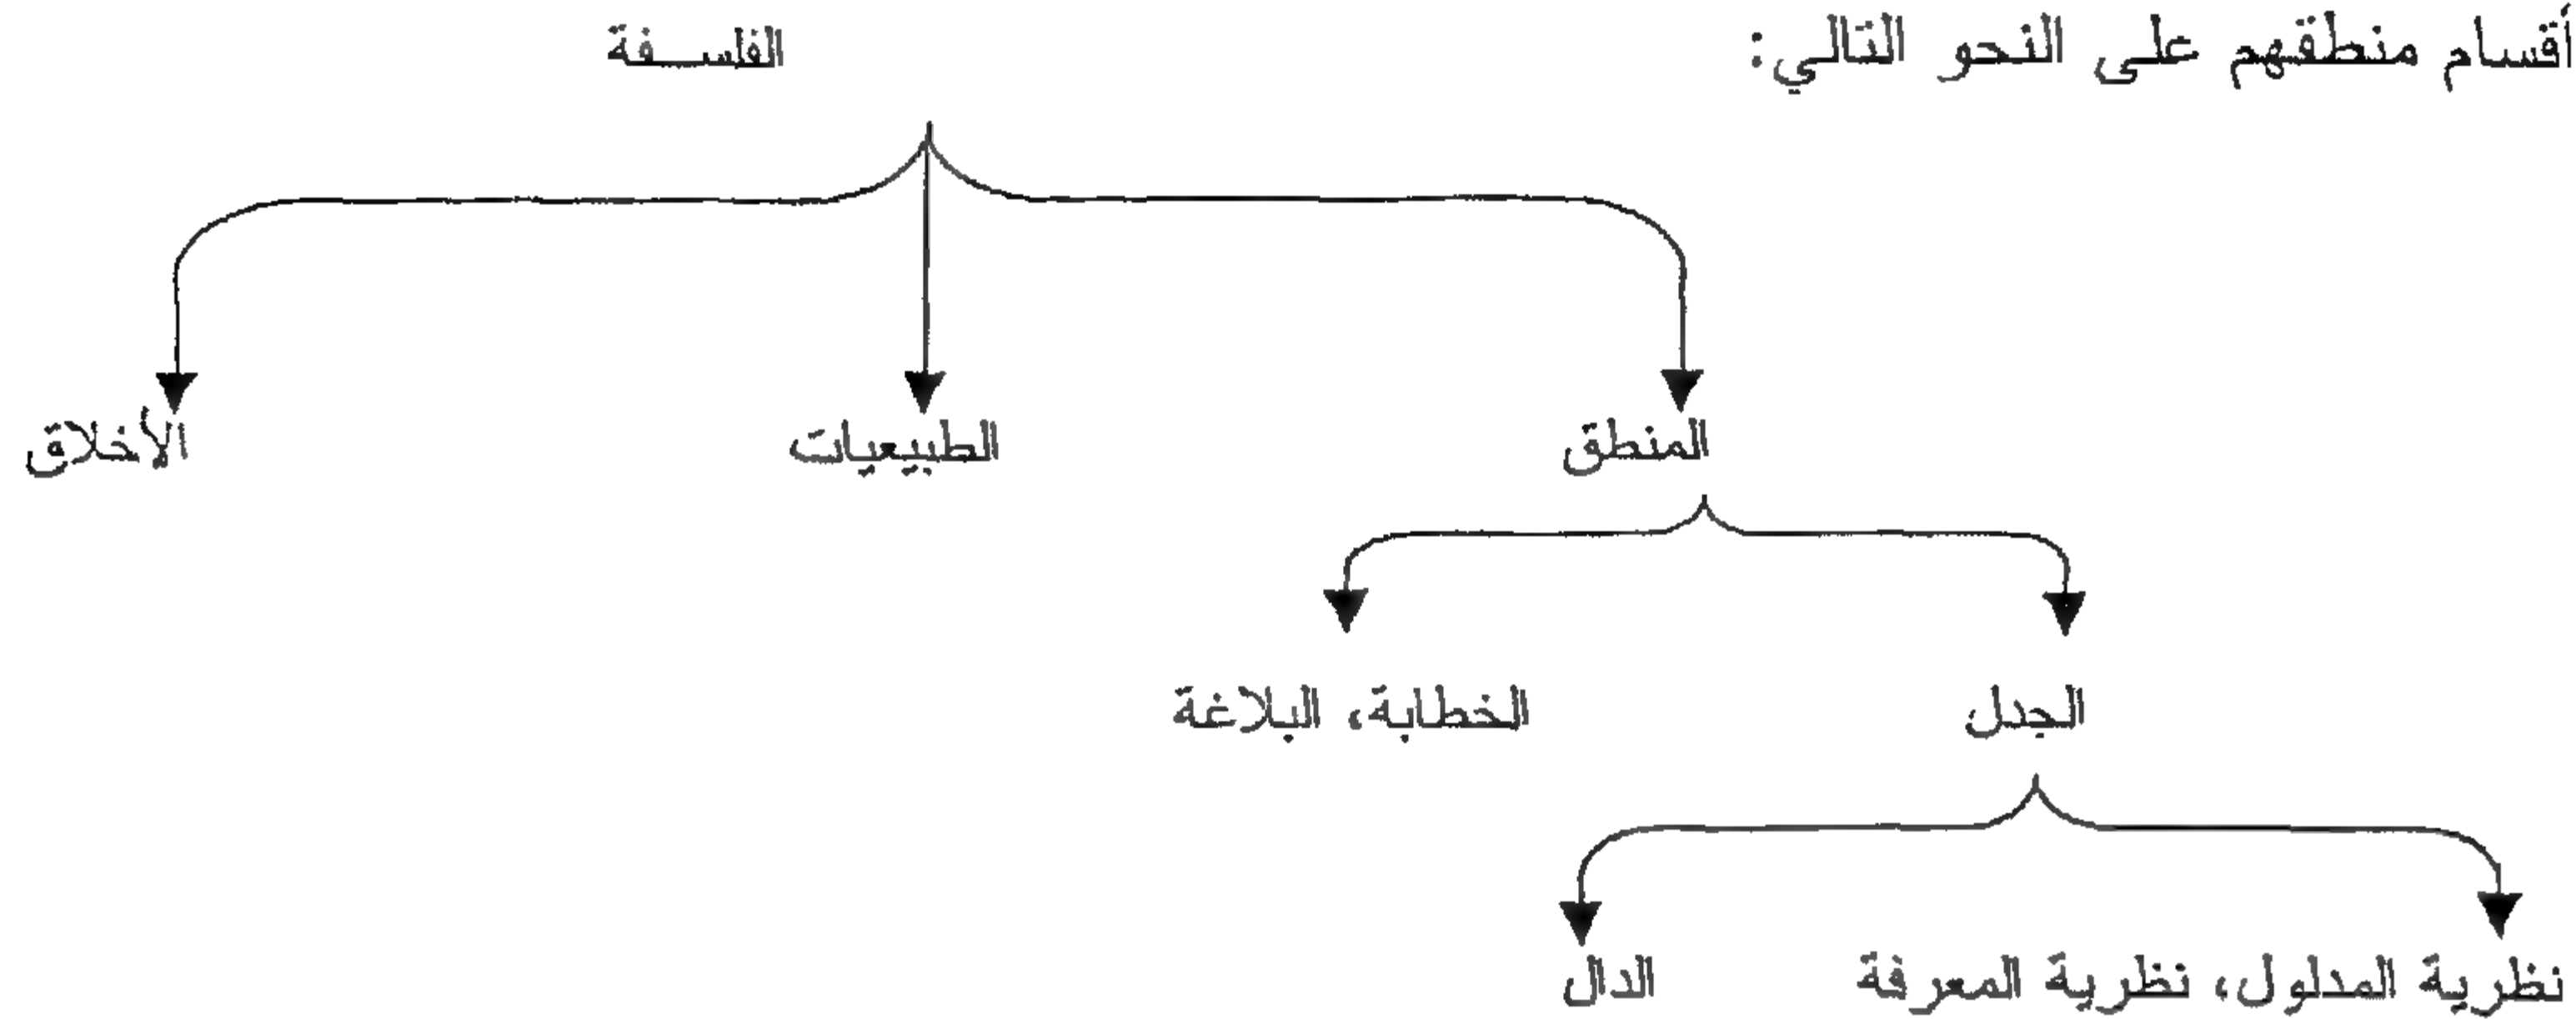 أقسام منطقهم على النحو التالي:
الفلسفة
المنطق
الطبيعيات
الأخلاق
الجدل
الخطابة، البلاغة
نظرية المدلول، نظرية المعرفة
الدال